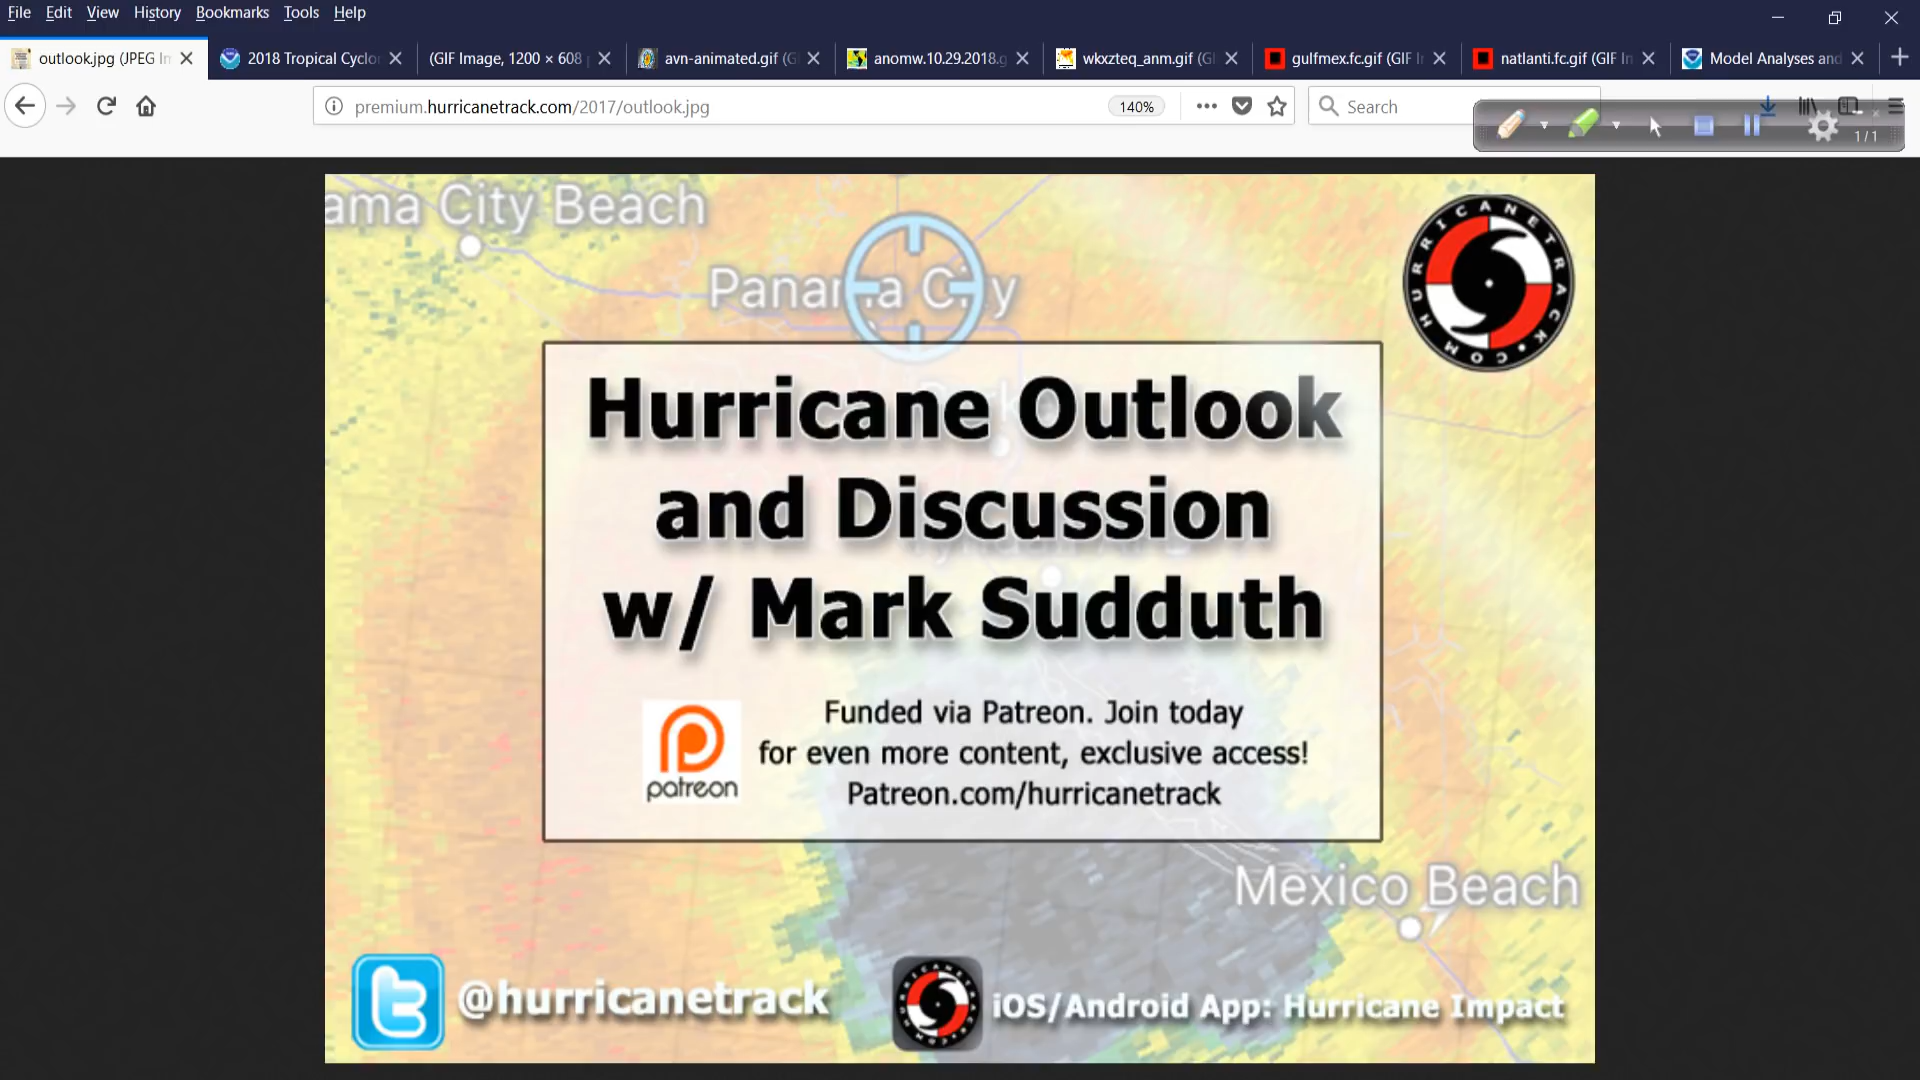 File Edit View History Bookmarks Tools Help
outlook.jpg (JPEG Im
2018 Tropical Cyclo
(GIF Image, 1200 × 608
avn-animated.gif (G
anomw.10.29.2018.g
wkxzteq_anm.gif (G
gulfmex.fc.gif (GIF I
natlanti.fc.gif (GIF In
Model Analyses and
premium.hurricanetrack.com/2017/outlook.jpg
140%
Search
1/1
ama City Beach
Panama City
HURRICANETRACK.COM
Hurricane Outlook
and Discussion
w/ Mark Sudduth
patreon
Funded via Patreon. Join today
for even more content, exclusive access!
Patreon.com/hurricanetrack
Mexico Beach
@hurricanetrack
iOS/Android App: Hurricane Impact